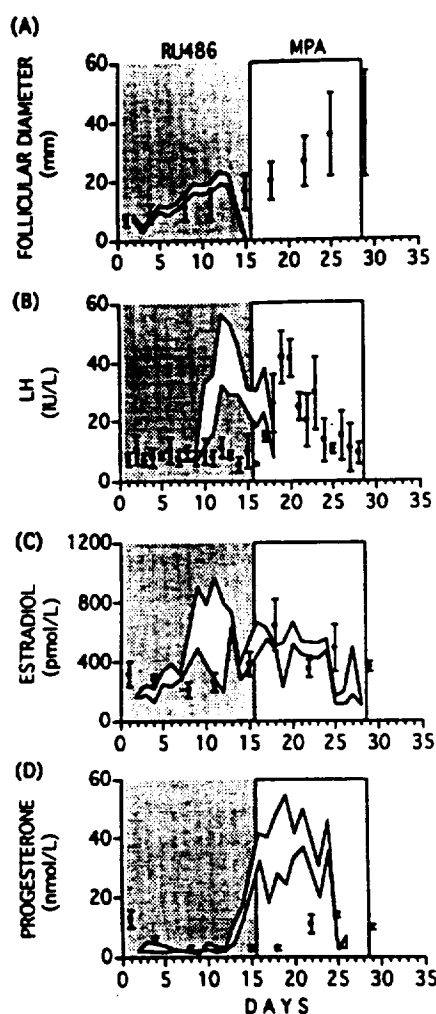 (A)
RU486 MPA
FOLLICULAR DIAMETER
(mm)
60
40
20
0
0 5 10 15 20 25 30 35
(B)
LH
(IU/L)
60
40
20
0
0 5 10 15 20 25 30 35
(C)
ESTRADIOL
(pmol/L)
1200
800
400
0
0 5 10 15 20 25 30 35
(D)
PROGESTERONE
(nmol/L)
60
40
20
0
0 5 10 15 20 25 30 35
DAYS